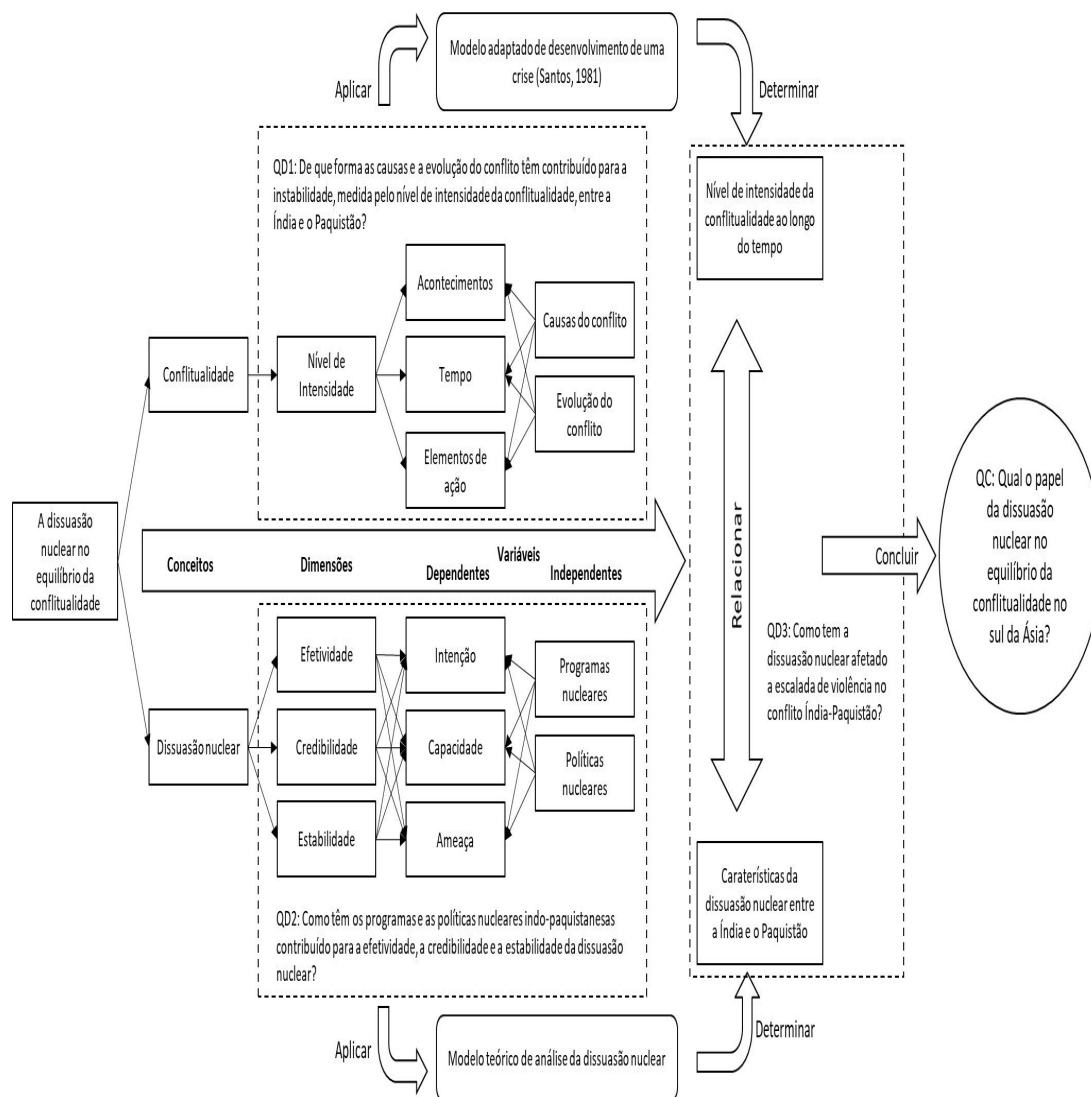 Modelo adaptado de desenvolvimento de uma
crise (Santos, 1981)
Aplicar
Determinar
QD1: De que forma as causas e a evolução do conflito têm contribuído para a
instabilidade, medida pelo nível de intensidade da conflitualidade, entre a
Índia e o Paquistão?
Nível de intensidade da
conflitualidade ao longo
do tempo
Acontecimentos
Causas do conflito
Conflitualidade
Nível de
Intensidade
Tempo
Evolução do
conflito
Elementos de
ação
A dissuasão
nuclear no
equilíbrio da
conflitualidade
Conceitos
Dimensões
Variáveis
Dependentes
Independentes
Relacionar
Concluir
QC: Qual o papel
da dissuasão
nuclear no
equilíbrio da
conflitualidade no
sul da Ásia?
QD3: Como tem a
dissuasão nuclear afetado
a escalada de violência no
conflito Índia-Paquistão?
Efetividade
Intenção
Programas
nucleares
Dissuasão nuclear
Credibilidade
Capacidade
Políticas
nucleares
Estabilidade
Ameaça
Caraterísticas da
dissuasão nuclear entre
a Índia e o Paquistão
QD2: Como têm os programas e as políticas nucleares indo-paquistanesas
contribuído para a efetividade, a credibilidade e a estabilidade da dissuasão
nuclear?
Aplicar
Modelo teórico de análise da dissuasão nuclear
Determinar